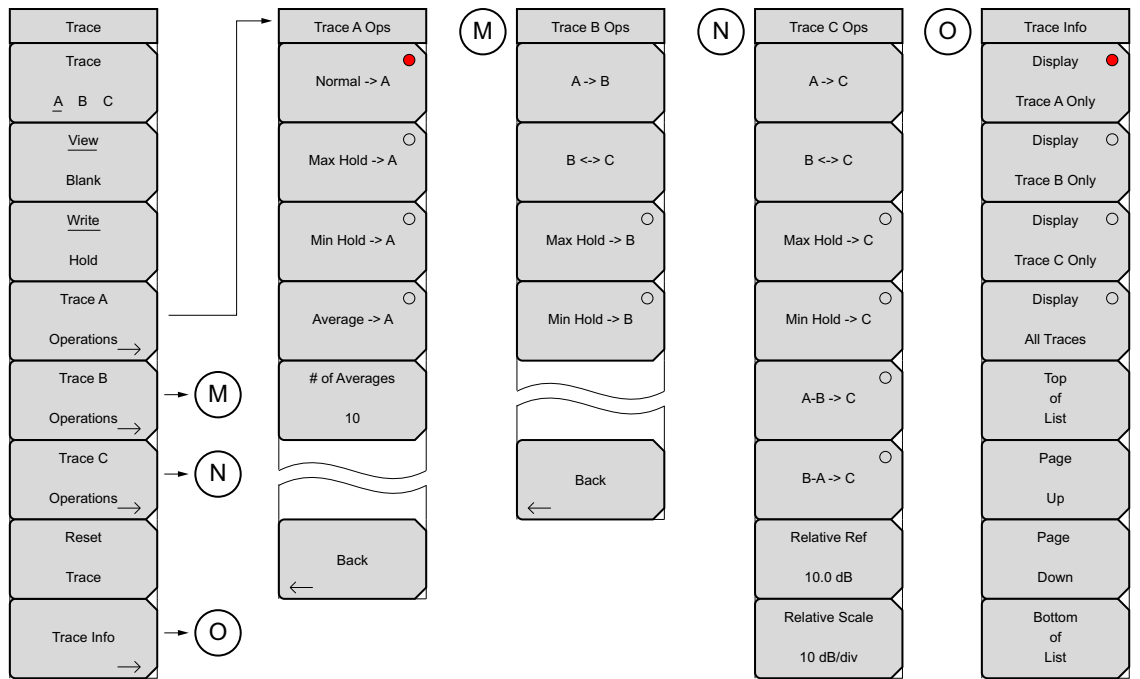 Trace
Trace
A B C
View
Blank
Write
Hold
Trace A
Operations
Trace B
Operations
Trace C
Operations
Reset
Trace
Trace Info
M
N
O
Trace A Ops
Normal -> A
Max Hold -> A
Min Hold -> A
Average -> A
# of Averages
10
Back
M
Trace B Ops
A -> B
B <-> C
Max Hold -> B
Min Hold -> B
Back
N
Trace C Ops
A -> C
B <-> C
Max Hold -> C
Min Hold -> C
A-B -> C
B-A -> C
Relative Ref
10.0 dB
Relative Scale
10 dB/div
O
Trace Info
Display
Trace A Only
Display
Trace B Only
Display
Trace C Only
Display
All Traces
Top
of
List
Page
Up
Page
Down
Bottom
of
List